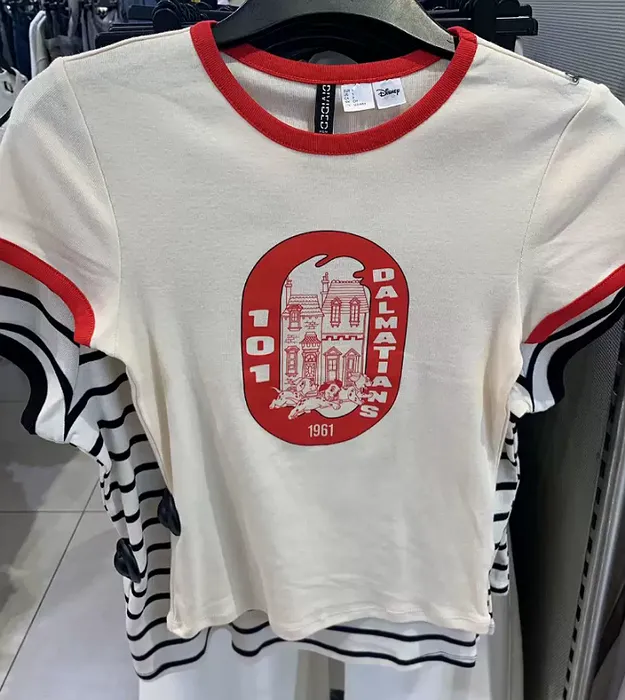 Disney
DIVIDED
101
DALMATIANS
1961